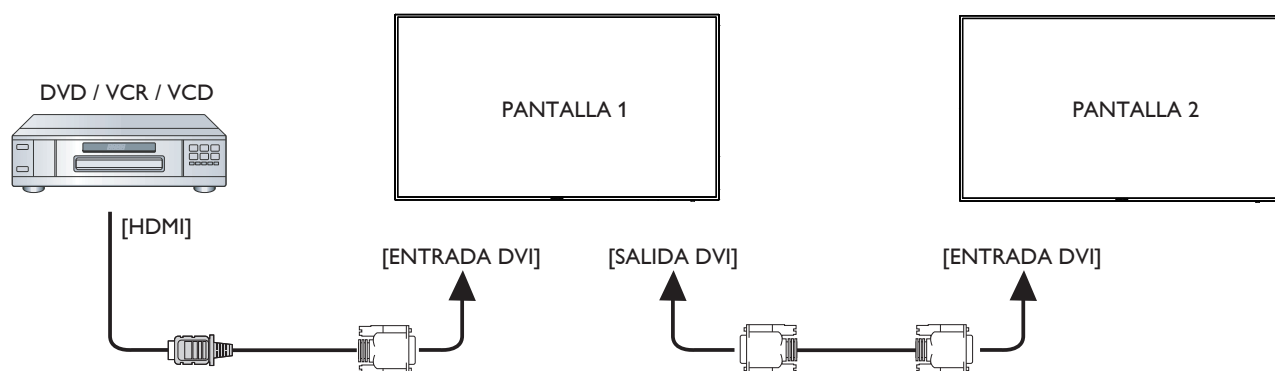 DVD / VCR / VCD
PANTALLA 1
PANTALLA 2
[HDMI]
[ENTRADA DVI]
[SALIDA DVI]
[ENTRADA DVI]